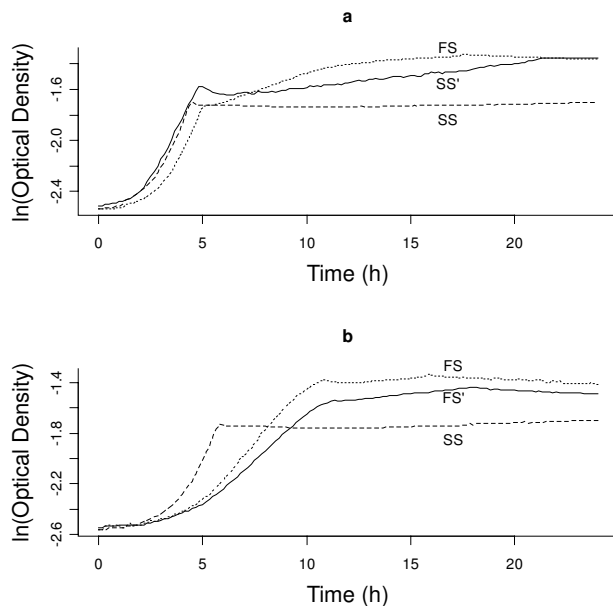 a
ln(Optical Density)
-1.6
-2.0
-2.4
FS
SS'
SS
0 5 10 15 20
Time (h)
b
ln(Optical Density)
-1.4
-1.8
-2.2
-2.6
FS
FS'
SS
0 5 10 15 20
Time (h)